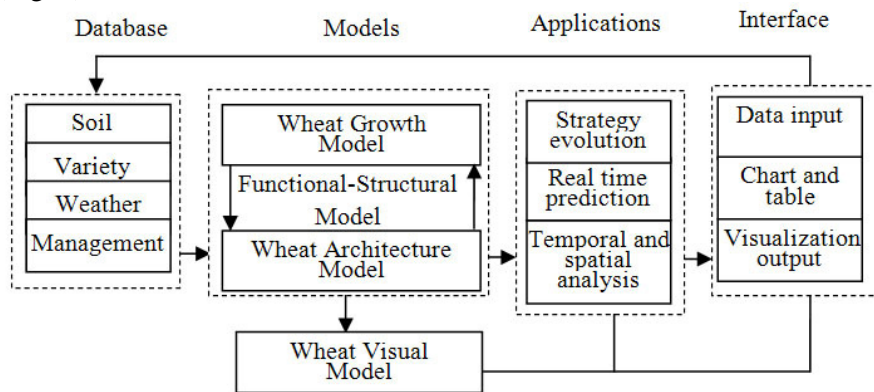 Database Models Applications Interface
Soil
Variety
Weather
Management
Wheat Growth
Model
Functional-Structural
Model
Wheat Architecture
Model
Wheat Visual
Model
Strategy
evolution
Real time
prediction
Temporal and
spatial
analysis
Data input
Chart and
table
Visualization
output